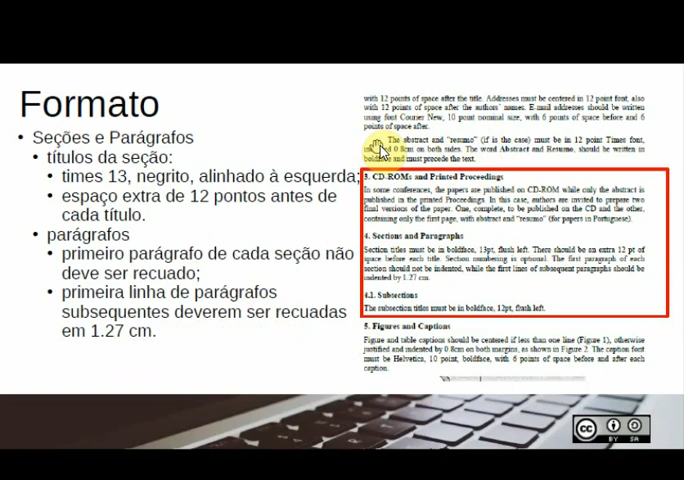 Formato
• Seções e Parágrafos
• títulos da seção:
• times 13, negrito, alinhado à esquerda;
• espaço extra de 12 pontos antes de
cada título.
• parágrafos
• primeiro parágrafo de cada seção não
deve ser recuado;
• primeira linha de parágrafos
subsequentes deverem ser recuadas
em 1.27 cm.
with 12 points of space after the title. Addresses must be centered in 12 point font, also
with 12 points of space after the authors' names. E-mail addresses should be written
using font Courier New, 10 point nominal size, with 6 points of space before and 6
points of space after.
The abstract and "resumo" (if is the case) must be in 12 point Times font,
0.8cm on both sides. The word Abstract and Resumo, should be written in
boldface and must precede the text.
3. CD-ROMs and Printed Proceedings
In some conferences, the papers are published on CD-ROM while only the abstract is
published in the printed Proceedings. In this case, authors are invited to prepare two
final versions of the paper. One, complete, to be published on the CD and the other,
containing only the first page, with abstract and "resumo" (for papers in Portuguese).
4. Sections and Paragraphs
Section titles must be in boldface, 13pt, flush left. There should be an extra 12 pt of
space before each title. Section numbering is optional. The first paragraph of each
section should not be indented, while the first lines of subsequent paragraphs should be
indented by 1.27 cm.
4.1. Subsections
The subsection titles must be in boldface, 12pt, flush left.
5. Figures and Captions
Figure and table captions should be centered if less than one line (Figure 1), otherwise
justified and indented by 0.8cm on both margins, as shown in Figure 2. The caption font
must be Helvetica, 10 point, boldface, with 6 points of space before and after each
caption.
cc
BY SA